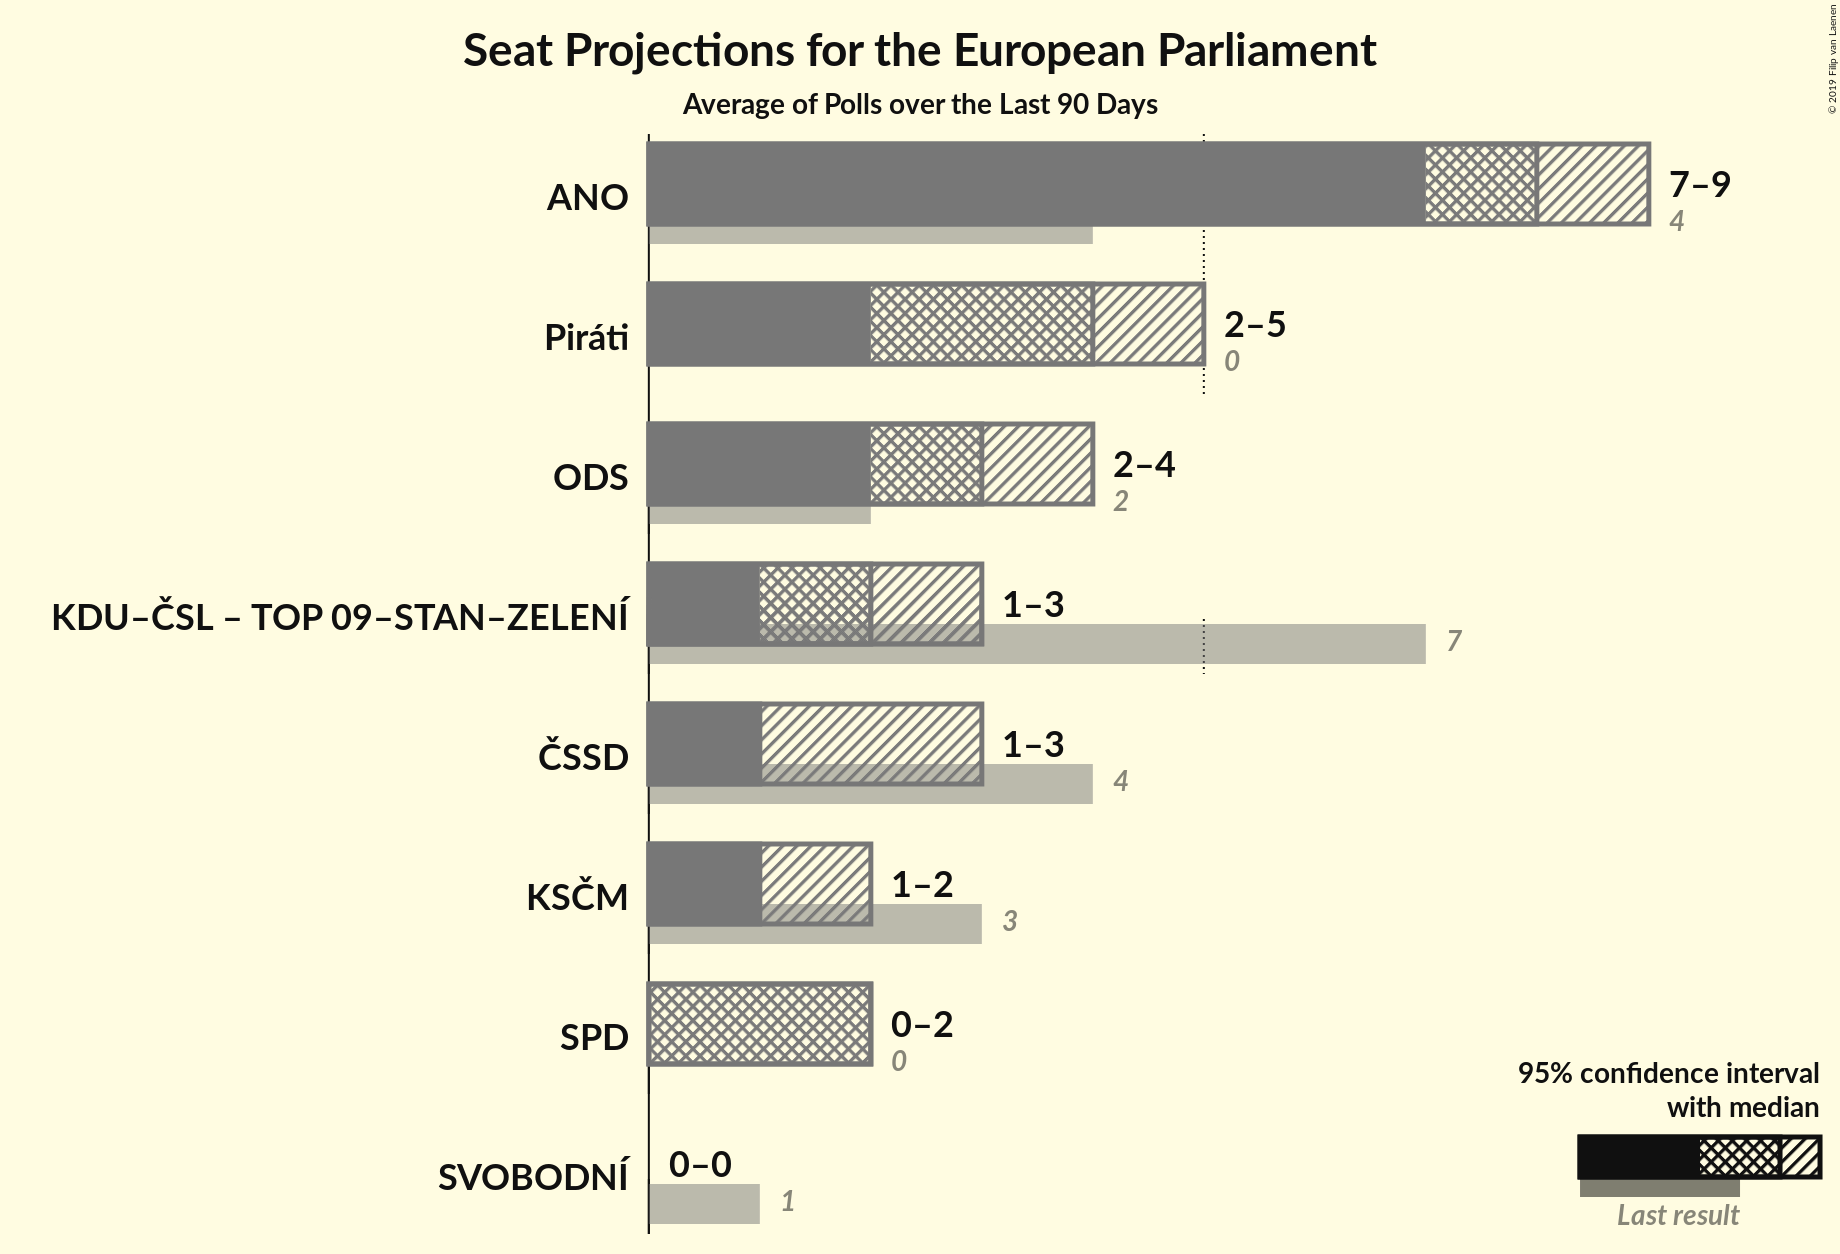 Seat Projections for the European Parliament
Average of Polls over the Last 90 Days
© 2019 Filip van Laenen
ANO
7–9
4
Piráti
2–5
0
ODS
2–4
2
KDU–ČSL – TOP 09–STAN–ZELENÍ
1–3
7
ČSSD
1–3
4
KSČM
1–2
3
SPD
0–2
0
SVOBODNÍ
0–0
1
95% confidence interval
with median
Last result